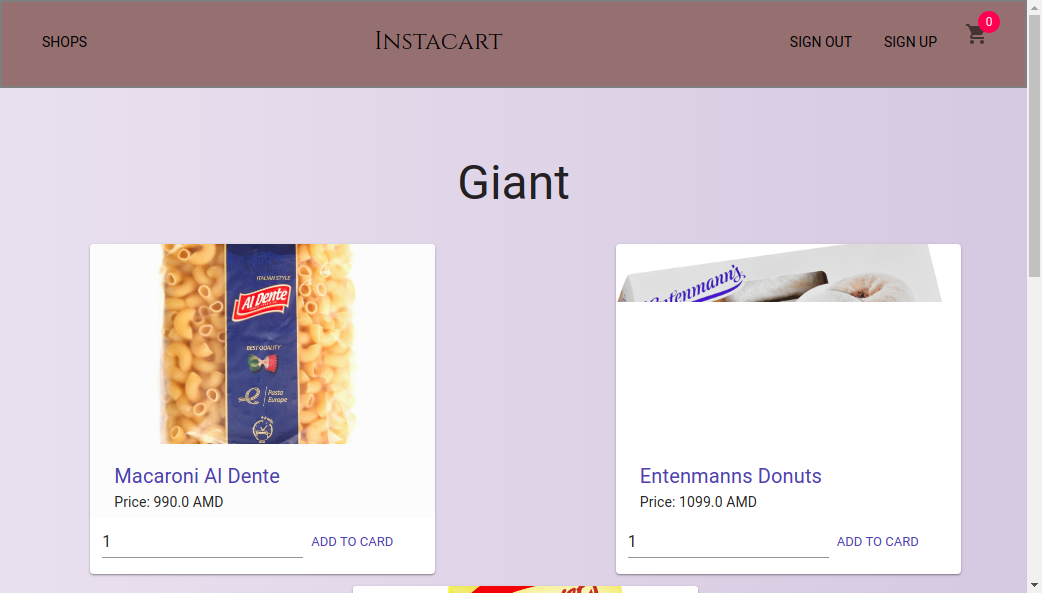 SHOPS
Instacart
SIGN OUT
SIGN UP
0
Giant
ITALIAN STYLE
Al Dente
BEST QUALITY
Pasta
Europe
Entenmann's
Macaroni Al Dente
Price: 990.0 AMD
1
ADD TO CARD
Entenmanns Donuts
Price: 1099.0 AMD
1
ADD TO CARD